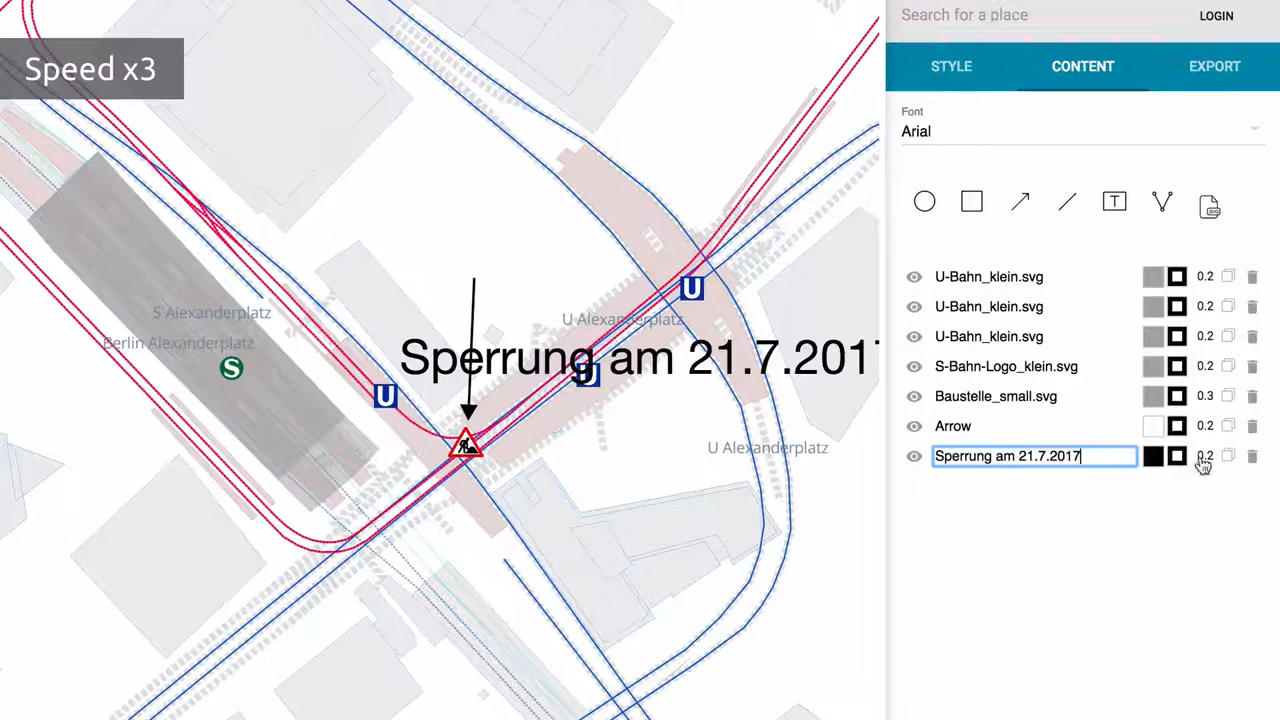 Speed x3
S Alexanderplatz
Berlin Alexanderplatz
S
U
U
U Alexanderplatz
Sperrung am 21.7.2017
U
U Alexanderplatz
Search for a place
LOGIN
STYLE
CONTENT
EXPORT
Font
Arial
T
SVG
U-Bahn_klein.svg 0.2
U-Bahn_klein.svg 0.2
U-Bahn_klein.svg 0.2
S-Bahn-Logo_klein.svg 0.2
Baustelle_small.svg 0.3
Arrow 0.2
Sperrung am 21.7.2017 0.2